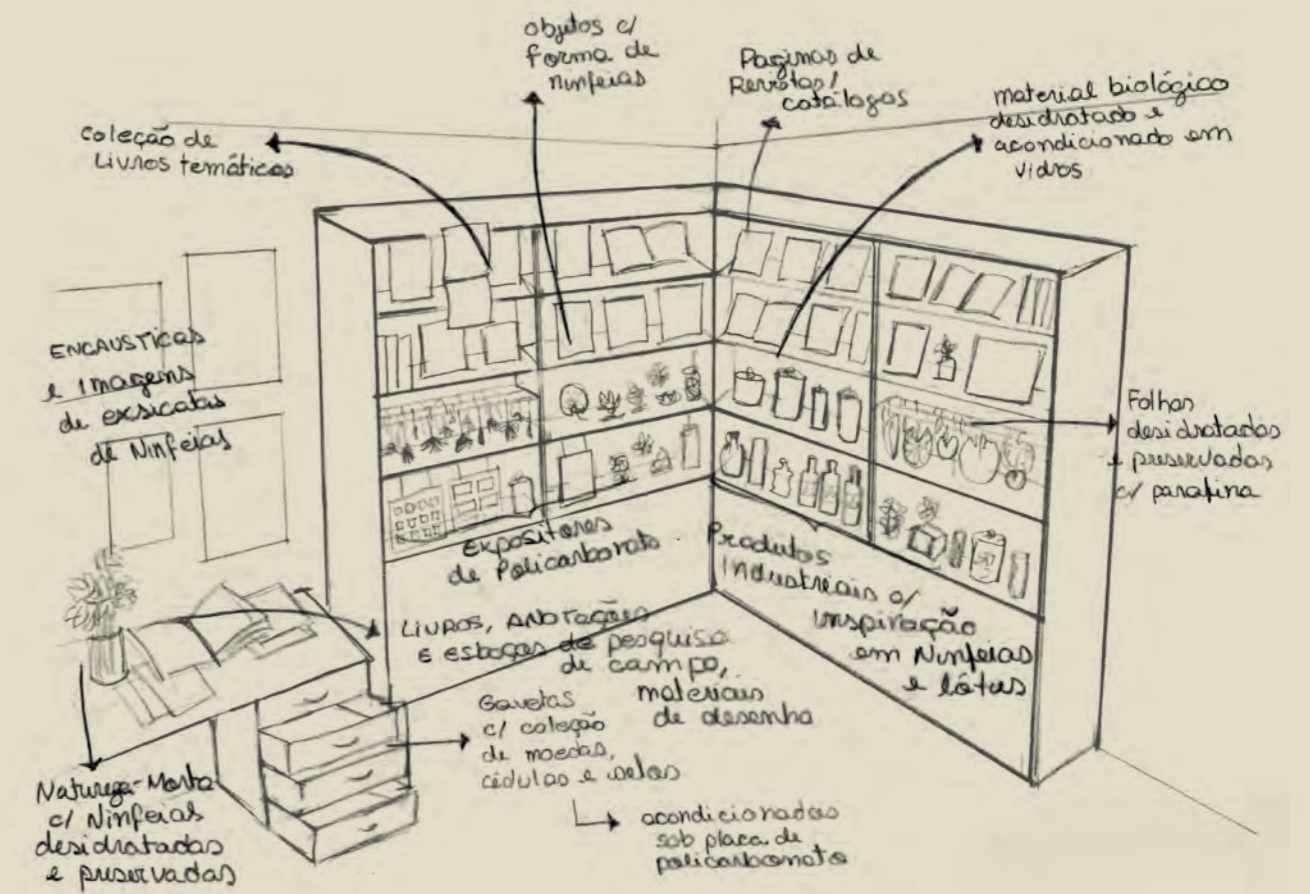 objetos c/
forma de
Ninfeias
Paginas de
Revistas/
catálogos
material biológico
desidratado e
acondicionado em
vidros
coleção de
Livros temáticos
ENCAUSTICAS
e Imagens
de exsicatas
de Ninfeias
Folhas
desidratadas
e preservadas
c/ parafina
Expositores
de Policarbonato
Produtos
Industriais c/
inspiração
em Ninfeias
e lótus
LIVROS, ANOTAÇÕES
E esboços de pesquisa
de campo,
materiais
de desenho
Gavetas
c/ coleção
de moedas,
cédulas e selos
acondicionadas
sob placa de
policarbonato
Natureza-Morta
c/ Ninfeias
desidratadas
e preservadas